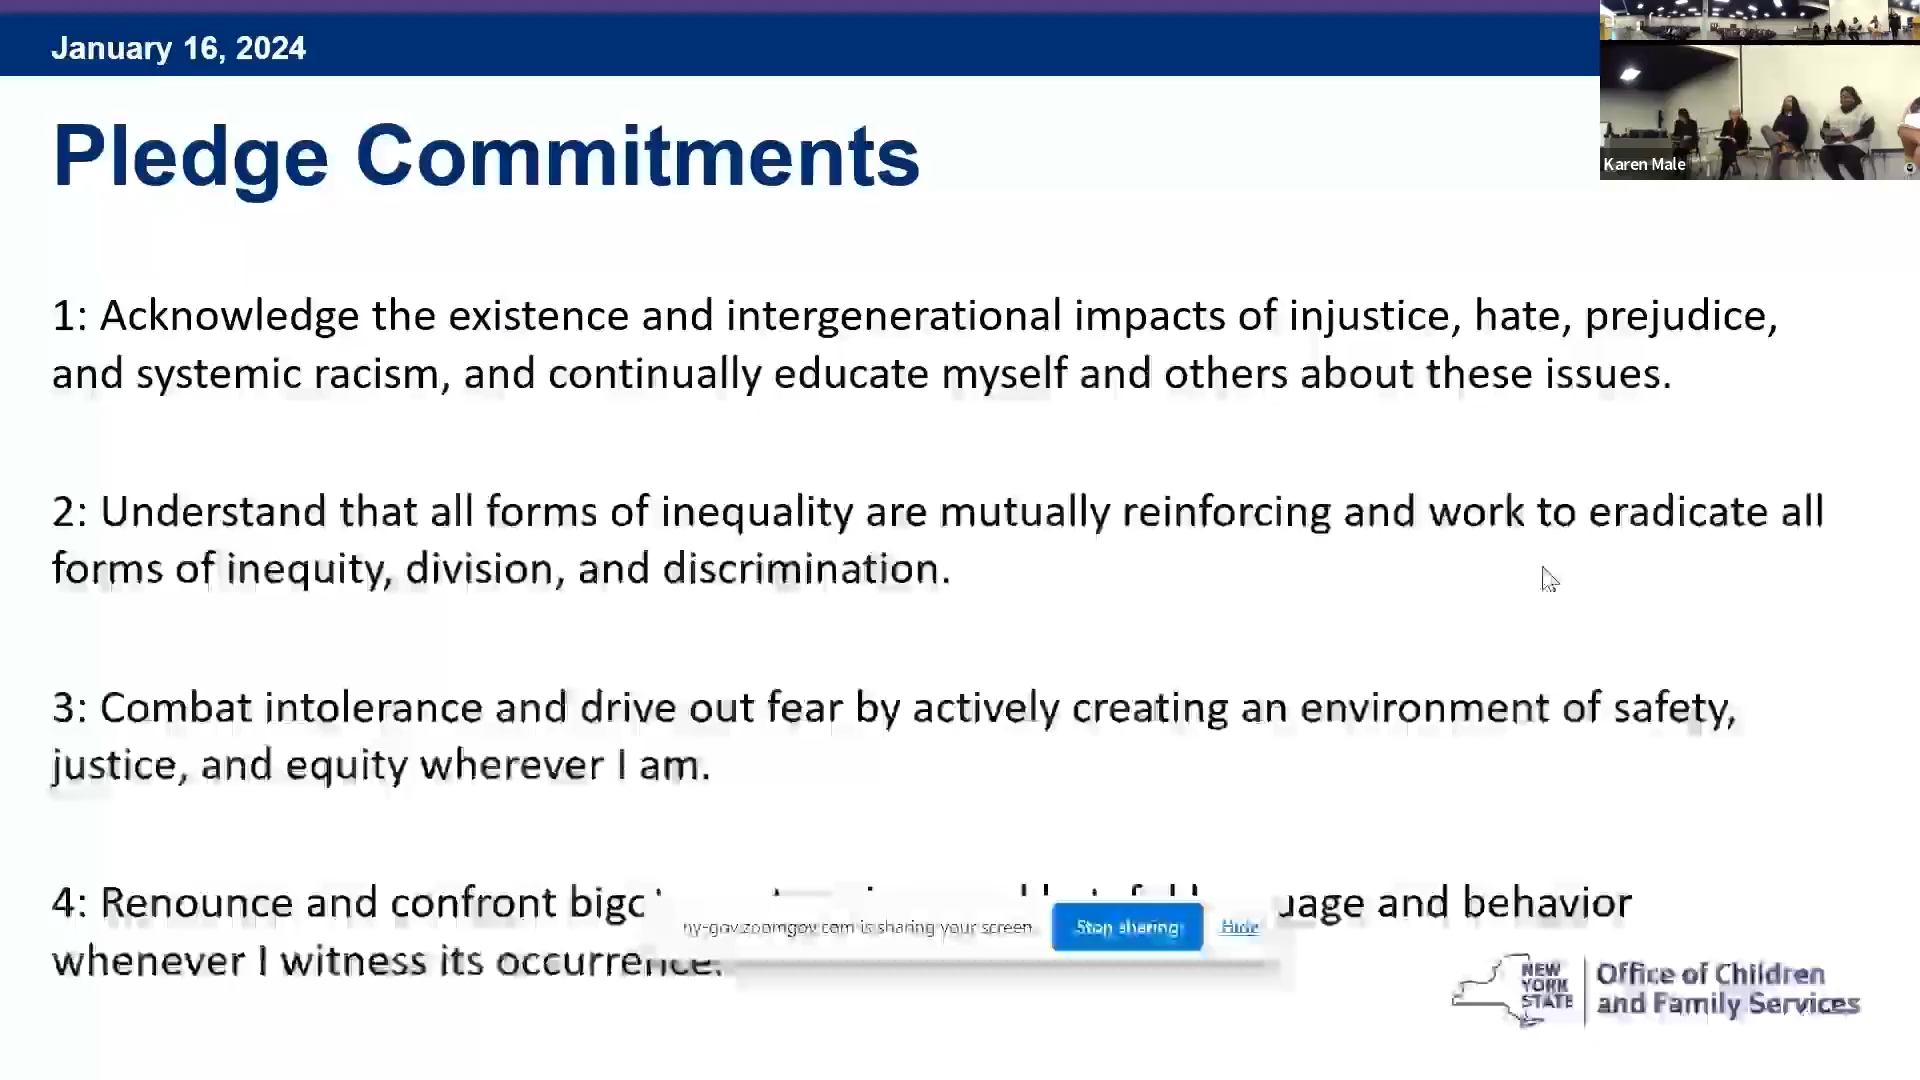 January 16, 2024
Karen Male
Pledge Commitments
1: Acknowledge the existence and intergenerational impacts of injustice, hate, prejudice,
and systemic racism, and continually educate myself and others about these issues.
2: Understand that all forms of inequality are mutually reinforcing and work to eradicate all
forms of inequity, division, and discrimination.
3: Combat intolerance and drive out fear by actively creating an environment of safety,
justice, and equity wherever I am.
4: Renounce and confront and behavior
ny-gov.zoomgov.com is sharing your screen. Stop sharing Hide
whenever I witness its occurrence.
NEW
YORK
STATE
Office of Children
and Family Services